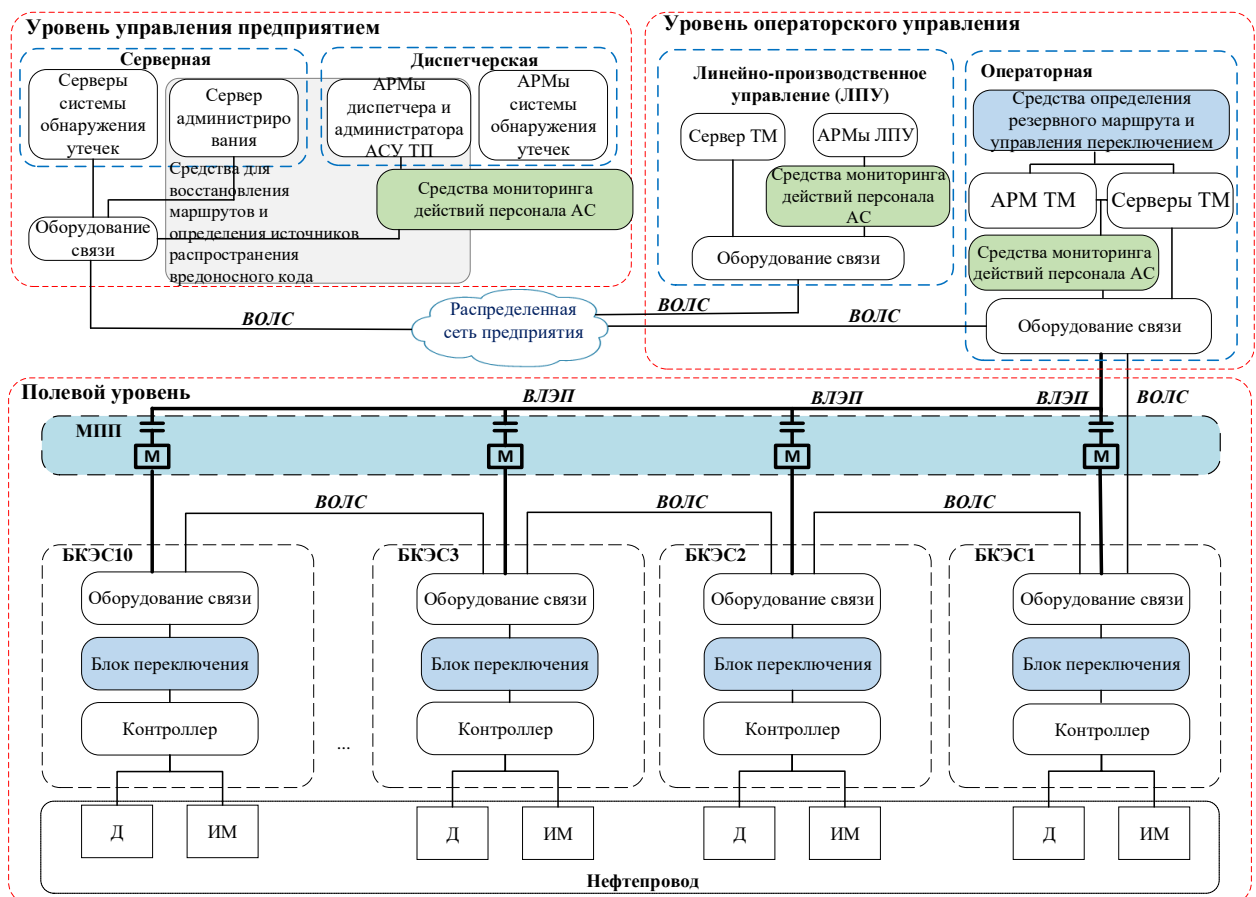 Уровень управления предприятием
Серверная
Диспетчерская
Серверы
системы
обнаружения
утечек
Сервер
администриро
вания
АРМы
диспетчера и
администратора
АСУ ТП
АРМы
системы
обнаружения
утечек
Средства для
восстановления
маршрутов и
определения источников
распространения
вредоносного кода
Средства мониторинга
действий персонала АС
Оборудование
связи
Уровень операторского управления
Линейно-производственное
управление (ЛПУ)
Сервер ТМ
АРМы ЛПУ
Средства мониторинга
действий персонала
АС
Оборудование связи
Операторная
Средства определения
резервного маршрута и
управления переключением
АРМ ТМ
Серверы ТМ
Средства мониторинга
действий персонала АС
Оборудование связи
ВОЛС
Распределенная
сеть предприятия
ВОЛС
Полевой уровень
ВЛЭП
ВЛЭП
ВЛЭП
ВОЛС
МПП
М
М
М
М
ВОЛС
ВОЛС
ВОЛС
БКЭС10
БКЭС3
БКЭС2
БКЭС1
Оборудование связи
Оборудование связи
Оборудование связи
Оборудование связи
Блок переключения
Блок переключения
Блок переключения
Блок переключения
Контроллер
Контроллер
Контроллер
Контроллер
...
Д
ИМ
Д
ИМ
Д
ИМ
Д
ИМ
Нефтепровод